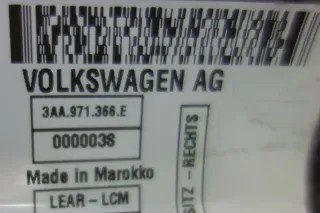 VOLKSWAGEN AG
3AA.971.366.E
0000038
Made in Marokko
LEAR - LCM
SITZ - RECHTS